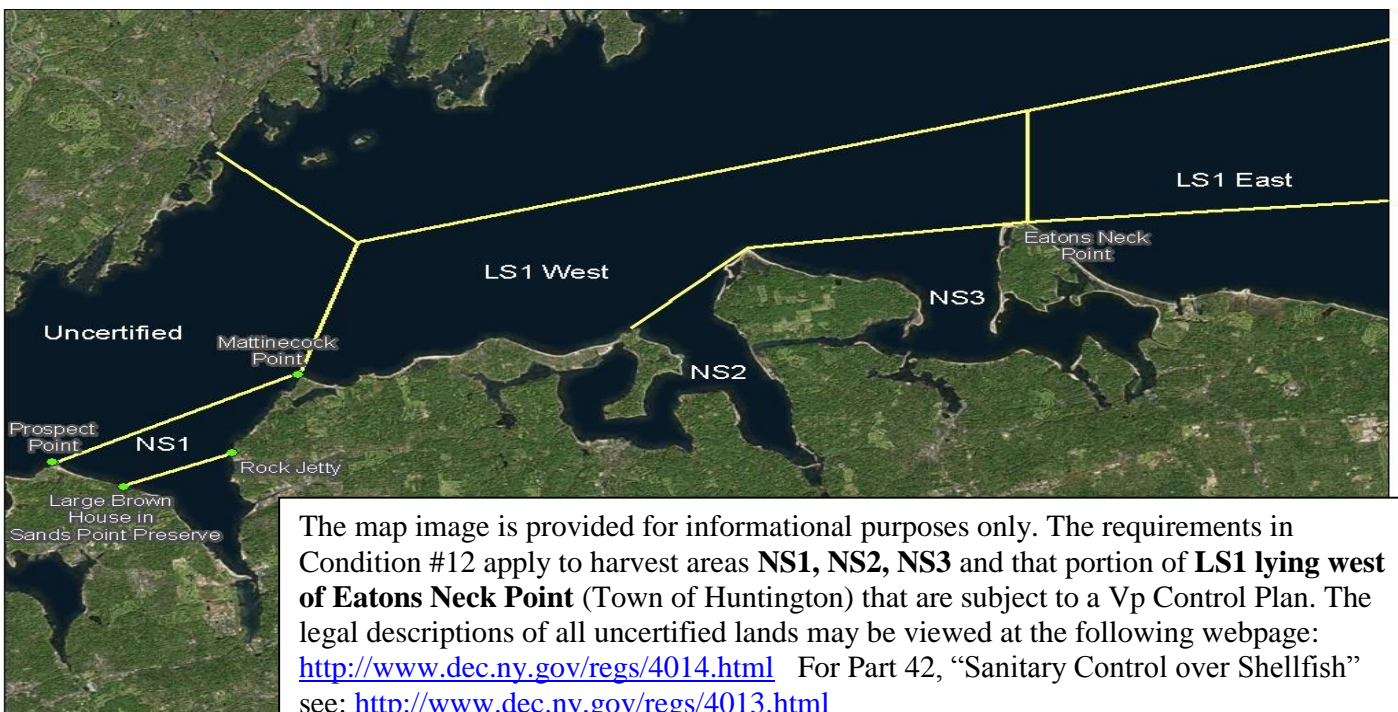 LS1 East
Eatons Neck
Point
LS1 West
NS3
Uncertified
Mattinecock
Point
NS2
Prospect
Point
NS1
Rock Jetty
Large Brown
House in
Sands Point Preserve
The map image is provided for informational purposes only. The requirements in
Condition #12 apply to harvest areas NS1, NS2, NS3 and that portion of LS1 lying west
of Eatons Neck Point (Town of Huntington) that are subject to a Vp Control Plan. The
legal descriptions of all uncertified lands may be viewed at the following webpage:
http://www.dec.ny.gov/regs/4014.html For Part 42, “Sanitary Control over Shellfish”
see: http://www.dec.ny.gov/regs/4013.html